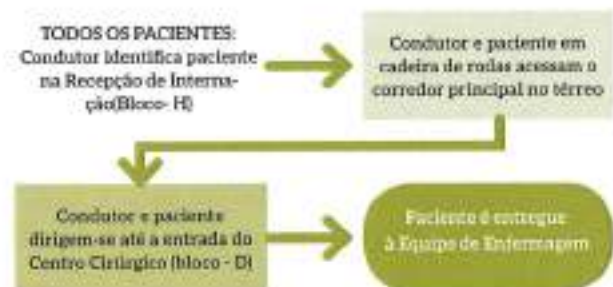 TODOS OS PACIENTES:
Condutor identifica paciente
na Recepção de Interna-
ção(Bloco- H)
Condutor e paciente em
cadeira de rodas acessam o
corredor principal no térreo
Condutor e paciente
dirigem-se até a entrada do
Centro Cirúrgico (bloco - D)
Paciente é entregue
à Equipe de Enfermagem